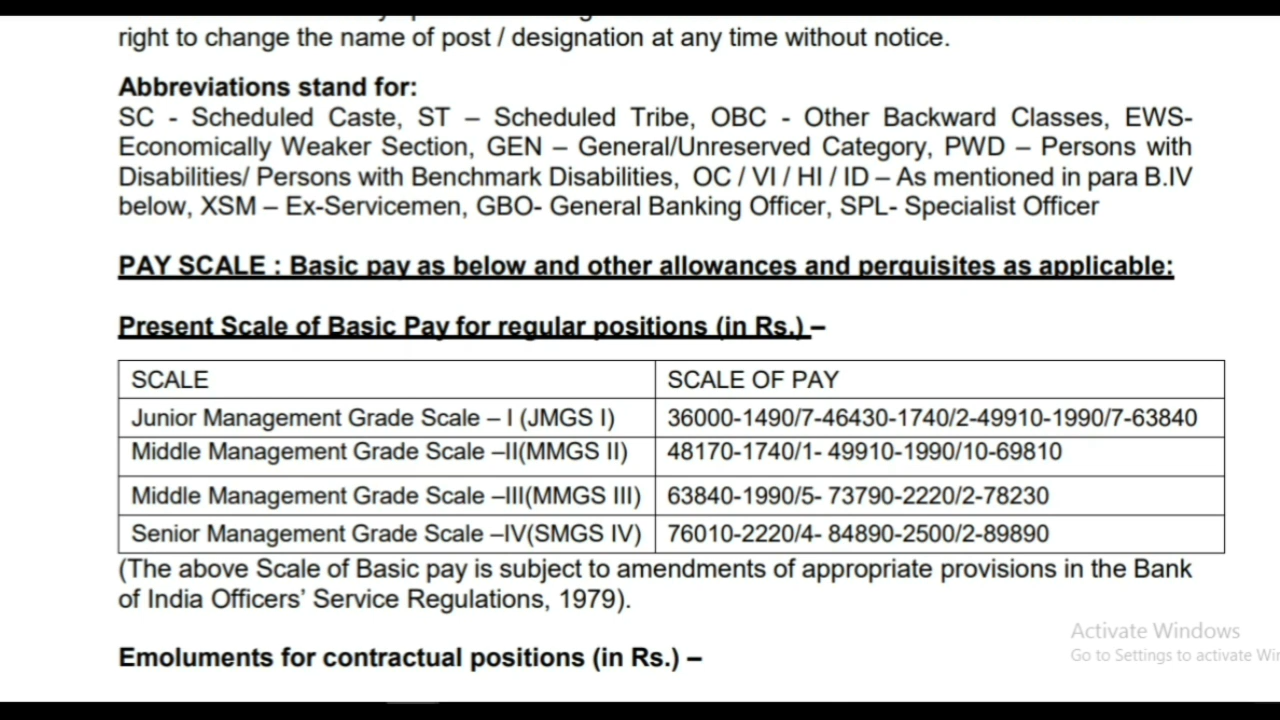 right to change the name of post / designation at any time without notice.
Abbreviations stand for:
SC - Scheduled Caste, ST – Scheduled Tribe, OBC - Other Backward Classes, EWS-
Economically Weaker Section, GEN – General/Unreserved Category, PWD – Persons with
Disabilities/ Persons with Benchmark Disabilities, OC / VI / HI / ID – As mentioned in para B.IV
below, XSM – Ex-Servicemen, GBO- General Banking Officer, SPL- Specialist Officer
PAY SCALE : Basic pay as below and other allowances and perquisites as applicable:
Present Scale of Basic Pay for regular positions (in Rs.) –
SCALE SCALE OF PAY
Junior Management Grade Scale – I (JMGS I) 36000-1490/7-46430-1740/2-49910-1990/7-63840
Middle Management Grade Scale –II(MMGS II) 48170-1740/1- 49910-1990/10-69810
Middle Management Grade Scale –III(MMGS III) 63840-1990/5- 73790-2220/2-78230
Senior Management Grade Scale –IV(SMGS IV) 76010-2220/4- 84890-2500/2-89890
(The above Scale of Basic pay is subject to amendments of appropriate provisions in the Bank
of India Officers’ Service Regulations, 1979).
Emoluments for contractual positions (in Rs.) –
Activate Windows
Go to Settings to activate